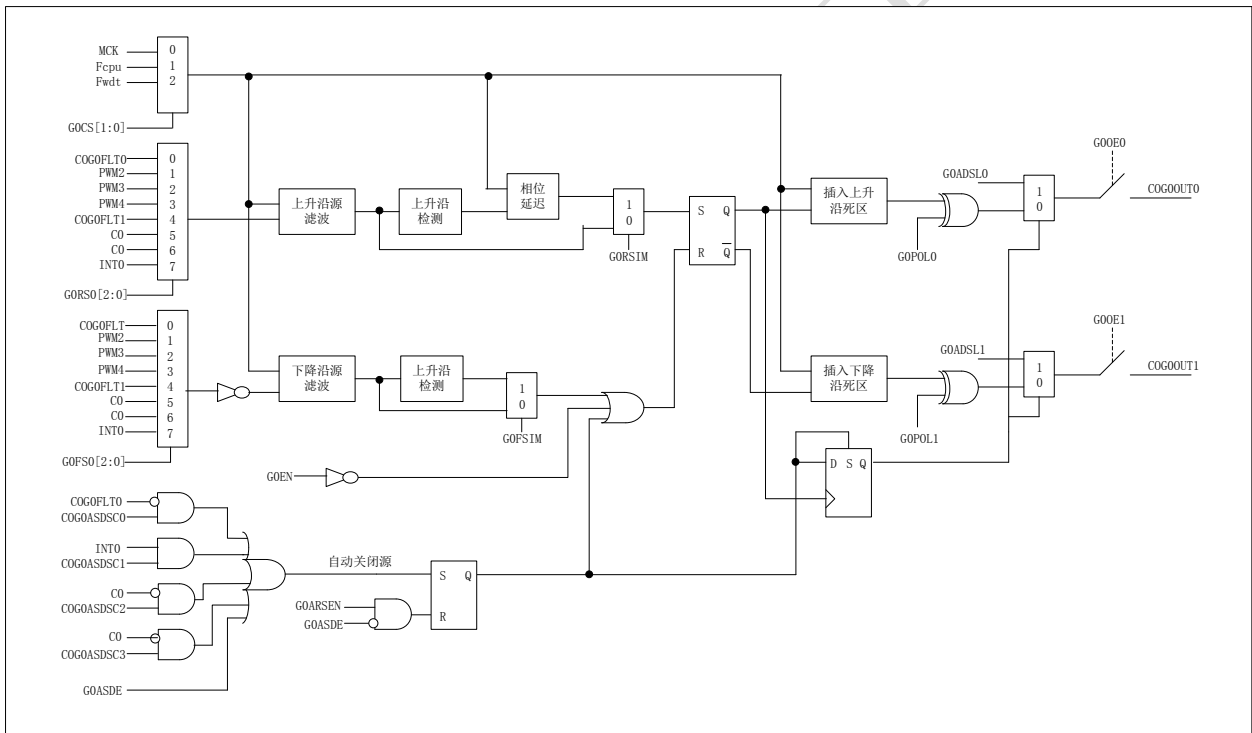 MCK
Fcpu
Fwdt
0
1
2
G0CS[1:0]
COG0FLT0
PWM2
PWM3
PWM4
COG0FLT1
C0
C0
INT0
0
1
2
3
4
5
6
7
G0RS0[2:0]
上升沿源
滤波
上升沿
检测
相位
延迟
1
0
G0RSIM
S Q
R Q
插入上升
沿死区
G0POL0
G0ADSL0
1
0
G0OE0
COG0OUT0
COG0FLT
PWM2
PWM3
PWM4
COG0FLT1
C0
C0
INT0
0
1
2
3
4
5
6
7
G0FS0[2:0]
下降沿源
滤波
上升沿
检测
1
0
G0FSIM
插入下降
沿死区
G0POL1
G0ADSL1
1
0
G0OE1
COG0OUT1
G0EN
D S Q
COG0FLT0
COG0ASDSC0
INT0
COG0ASDSC1
C0
COG0ASDSC2
C0
COG0ASDSC3
G0ASDE
自动关闭源
G0ARSEN
G0ASDE
S Q
R